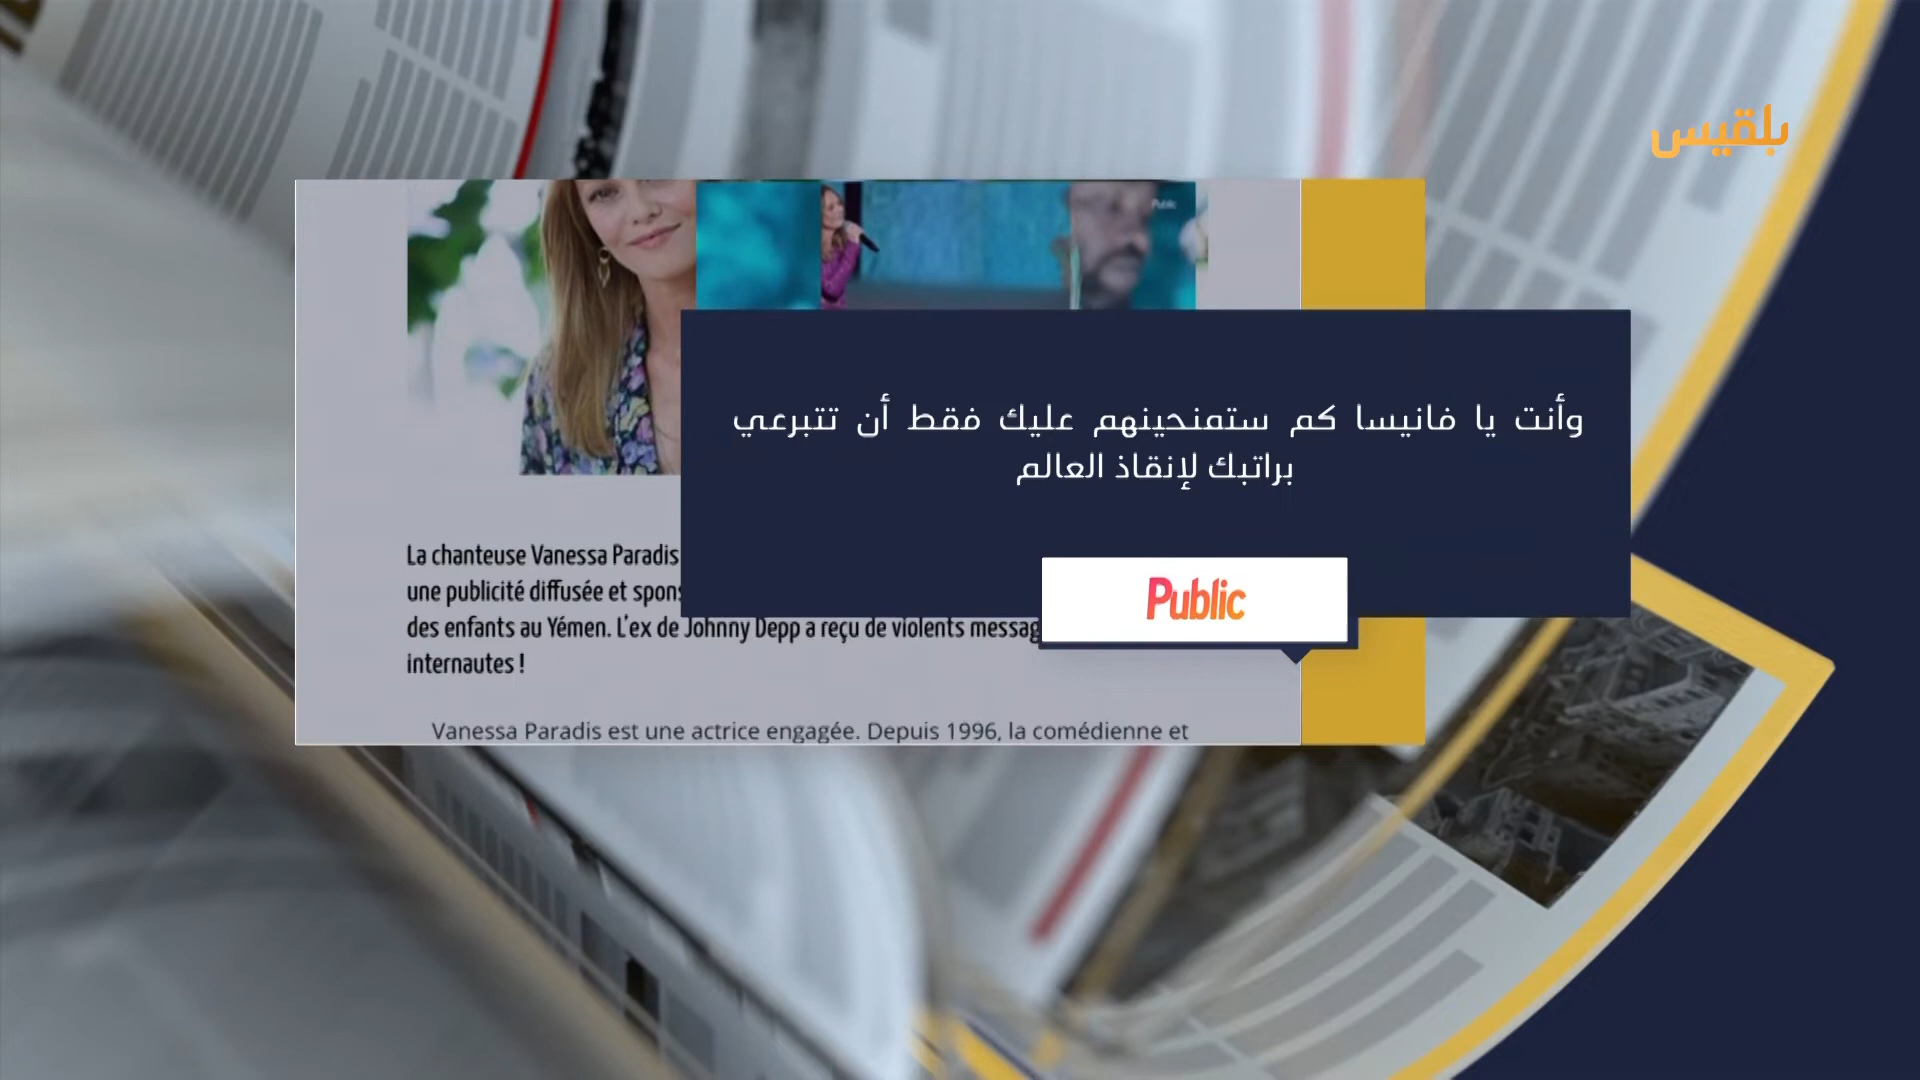 بلقيس
Public
وأنت يا فانيسا كم ستمنحينهم عليك فقط أن تتبرعي
براتبك لإنقاذ العالم
Public
La chanteuse Vanessa Paradis
une publicité diffusée et spons
des enfants au Yémen. L'ex de Johnny Depp a reçu de violents messag
internautes !
Vanessa Paradis est une actrice engagée. Depuis 1996, la comédienne et